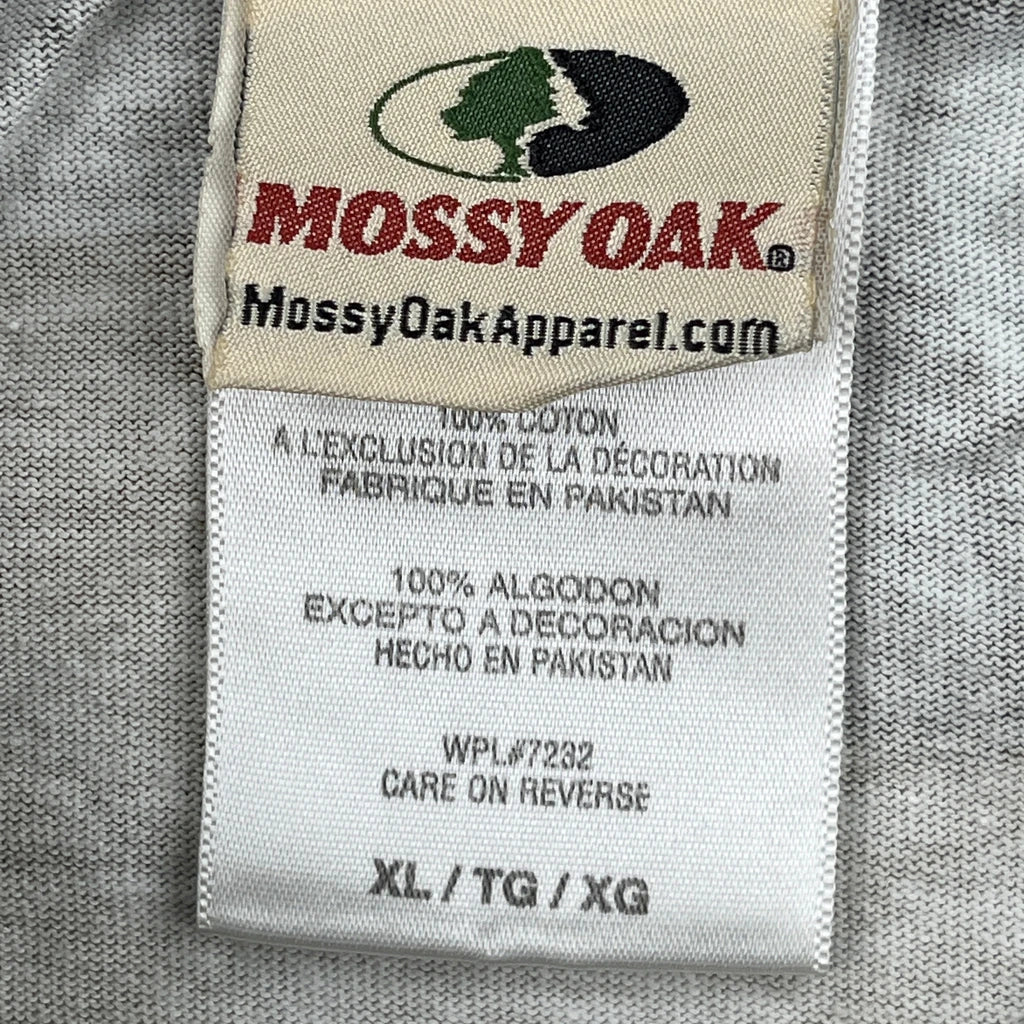 MOSSY OAK®
MossyOakApparel.com
100% COTON
A L'EXCLUSION DE LA DÉCORATION
FABRIQUE EN PAKISTAN
100% ALGODON
EXCEPTO A DECORACION
HECHO EN PAKISTAN
WPL#7232
CARE ON REVERSE
XL / TG / XG